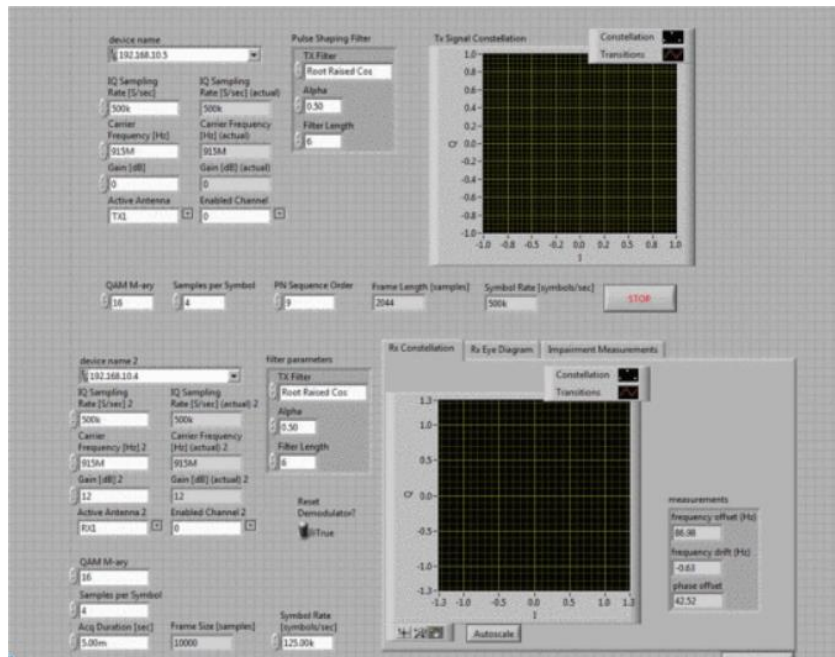 device name
192.168.10.5
IQ Sampling
Rate [S/sec]
500k
IQ Sampling
Rate [S/sec] (actual)
500k
Carrier
Frequency [Hz]
915M
Carrier Frequency
[Hz] (actual)
915M
Gain [dB]
0
Gain [dB] (actual)
0
Active Antenna
TX1
Enabled Channel
0
Pulse Shaping Filter
TX Filter
Root Raised Cos
Alpha
0.50
Filter Length
6
Tx Signal Constellation
Constellation
Transitions
1.0
0.8
0.6
0.4
0.2
0.0
-0.2
-0.4
-0.6
-0.8
-1.0
Q
-1.0 -0.8 -0.5 -0.2 0.0 0.2 0.5 0.8 1.0
I
QAM M-ary
16
Samples per Symbol
4
PN Sequence Order
9
Frame Length [samples]
2044
Symbol Rate [symbols/sec]
500k
STOP
device name 2
192.168.10.4
IQ Sampling
Rate [S/sec] 2
500k
IQ Sampling
Rate [S/sec] (actual) 2
500k
Carrier
Frequency [Hz] 2
915M
Carrier Frequency
[Hz] (actual) 2
915M
Gain [dB] 2
12
Gain [dB] (actual) 2
12
Active Antenna 2
RX1
Enabled Channel 2
0
filter parameters
TX Filter
Root Raised Cos
Alpha
0.50
Filter Length
6
Reset
Demodulator?
True
QAM M-ary
16
Samples per Symbol
4
Acq Duration [sec]
5.00m
Frame Size [samples]
10000
Symbol Rate
[symbols/sec]
125.00k
Rx Constellation
Rx Eye Diagram
Impairment Measurements
Constellation
Transitions
1.3
1.0
0.5
0.0
-0.5
-1.0
-1.3
Q
-1.3 -1.0 -0.5 0.0 0.5 1.0 1.3
I
Autoscale
measurements
frequency offset (Hz)
86.98
frequency drift (Hz)
-0.63
phase offset
42.52